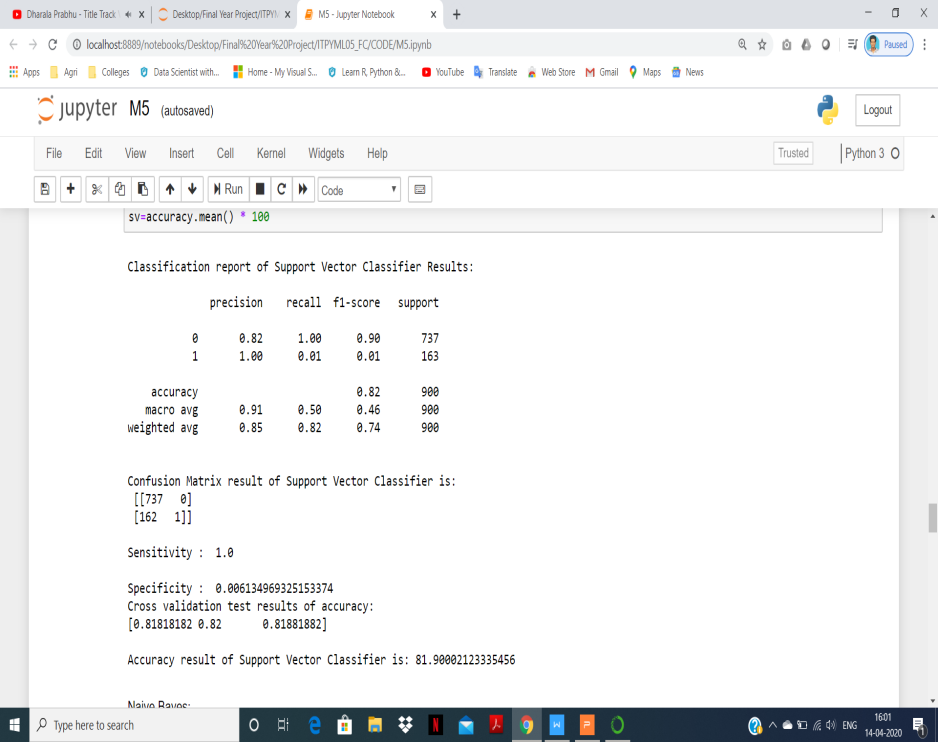 Dharala Prabhu - Title Track
Desktop/Final Year Project/ITPYM
M5 - Jupyter Notebook
localhost:8889/notebooks/Desktop/Final%20Year%20Project/ITPYML05_FC/CODE/M5.ipynb
Paused
Apps Agri Colleges Data Scientist with... Home - My Visual S... Learn R, Python &... YouTube Translate Web Store Gmail Maps News
jupyter M5 (autosaved)
Logout
File Edit View Insert Cell Kernel Widgets Help
Trusted Python 3
Run Code
sv=accuracy.mean() * 100
Classification report of Support Vector Classifier Results:
precision recall f1-score support
0 0.82 1.00 0.90 737
1 1.00 0.01 0.01 163
accuracy 0.82 900
macro avg 0.91 0.50 0.46 900
weighted avg 0.85 0.82 0.74 900
Confusion Matrix result of Support Vector Classifier is:
[[737 0]
[162 1]]
Sensitivity : 1.0
Specificity : 0.006134969325153374
Cross validation test results of accuracy:
[0.81818182 0.82 0.81881882]
Accuracy result of Support Vector Classifier is: 81.90002123335456
Naive Bayes:
Type here to search
ENG
16:01
14-04-2020